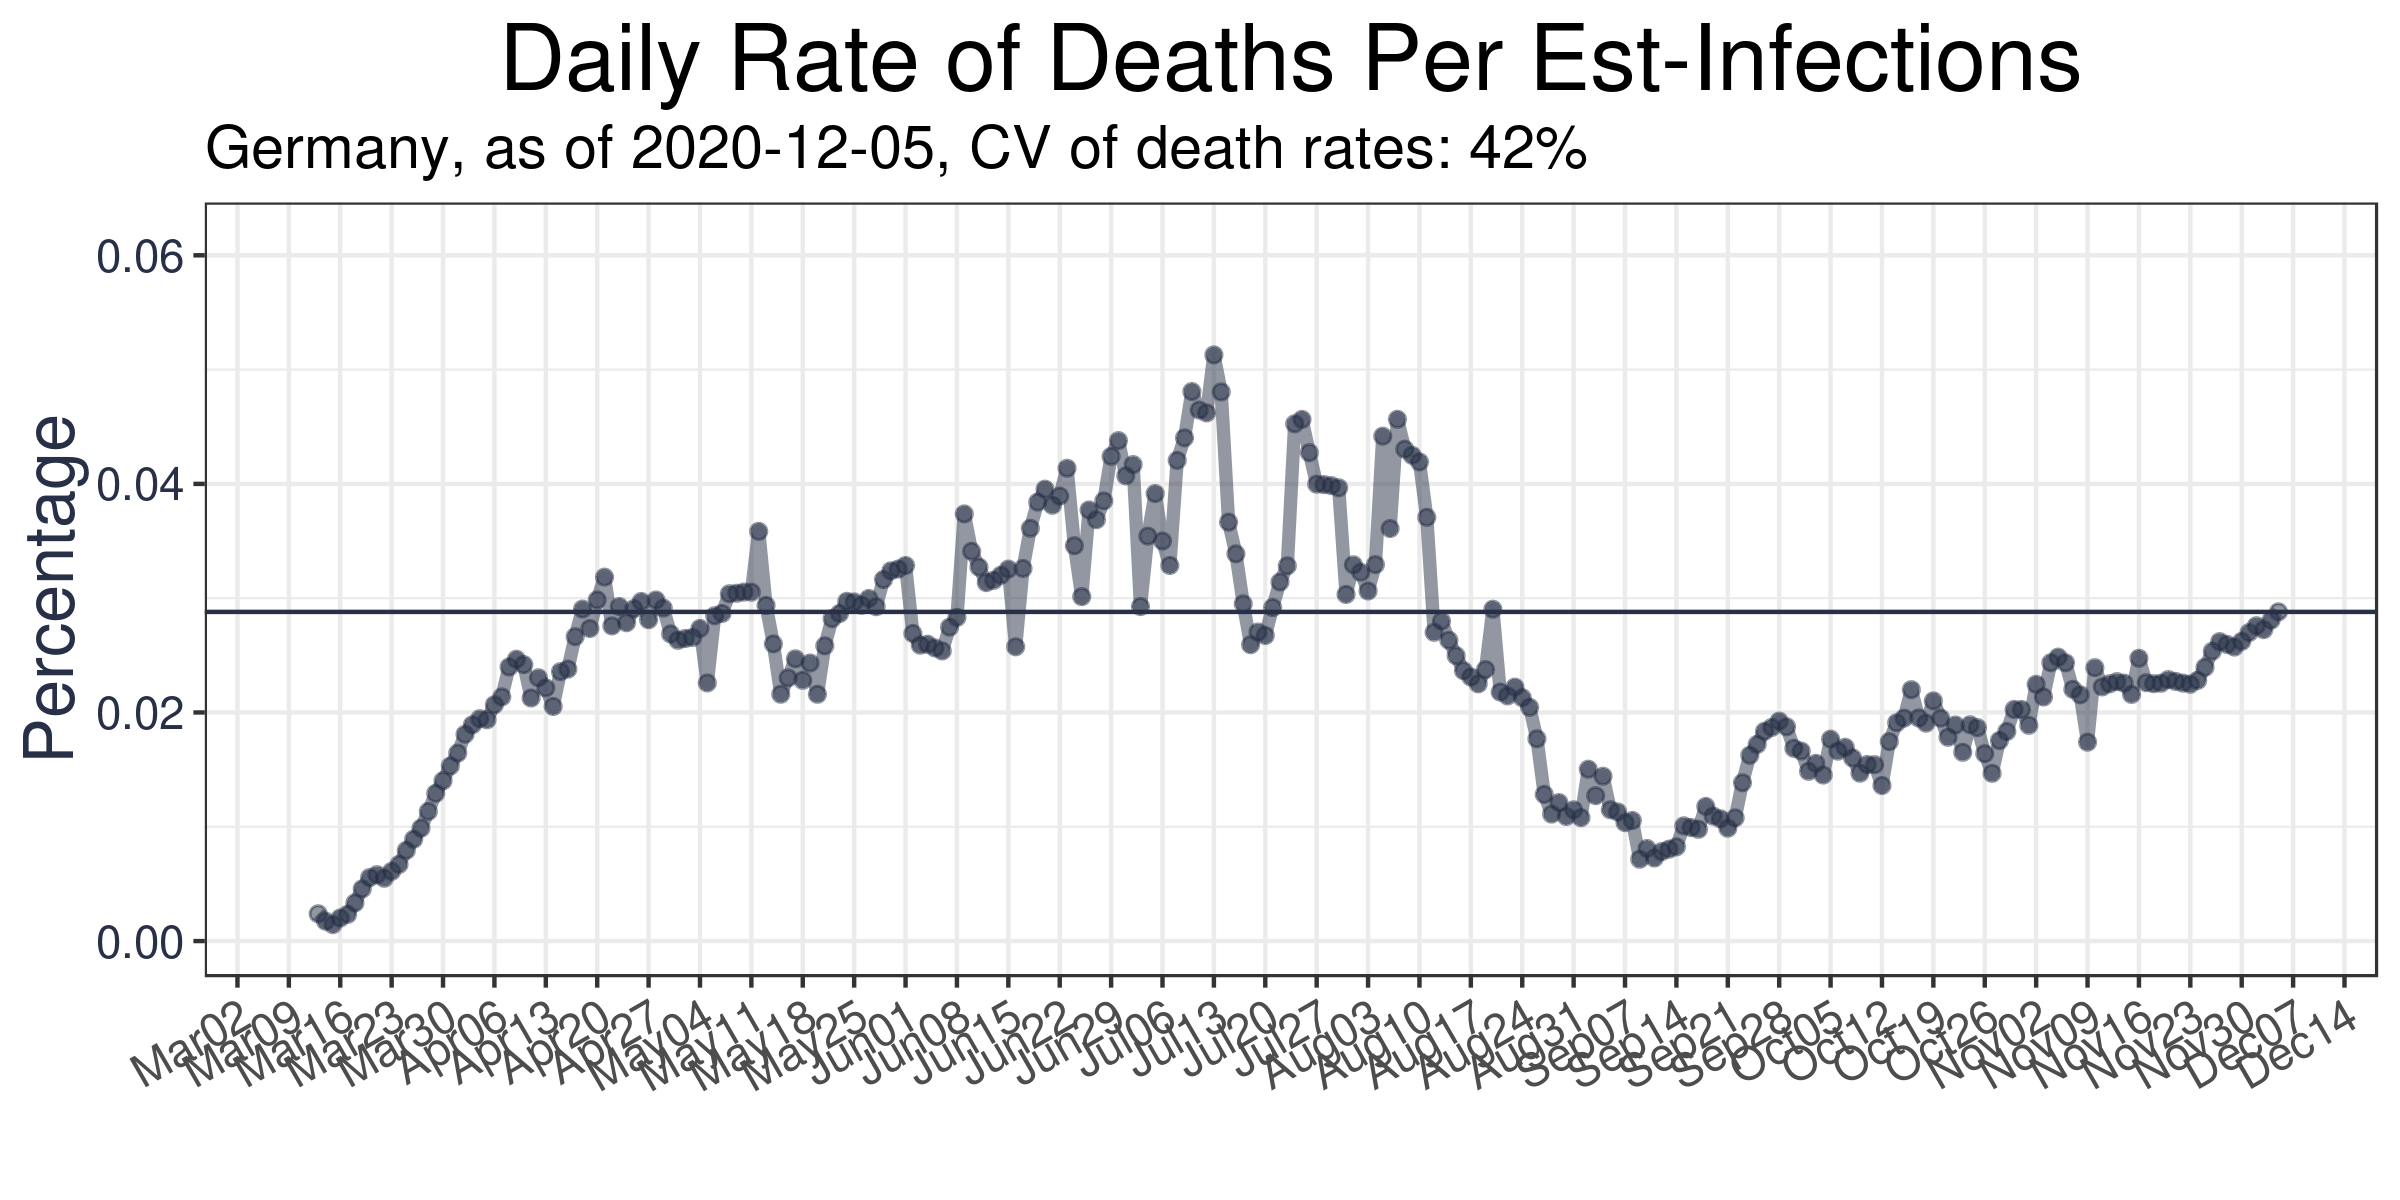 Daily Rate of Deaths Per Est-Infections
Germany, as of 2020-12-05, CV of death rates: 42%
Percentage
0.06
0.04
0.02
0.00
Mar02
Mar09
Mar16
Mar23
Mar30
Apr06
Apr13
Apr20
Apr27
May04
May11
May18
May25
Jun01
Jun08
Jun15
Jun22
Jun29
Jul06
Jul13
Jul20
Jul27
Aug03
Aug10
Aug17
Aug24
Aug31
Sep07
Sep14
Sep21
Sep28
Oct05
Oct12
Oct19
Oct26
Nov02
Nov09
Nov16
Nov23
Nov30
Dec07
Dec14